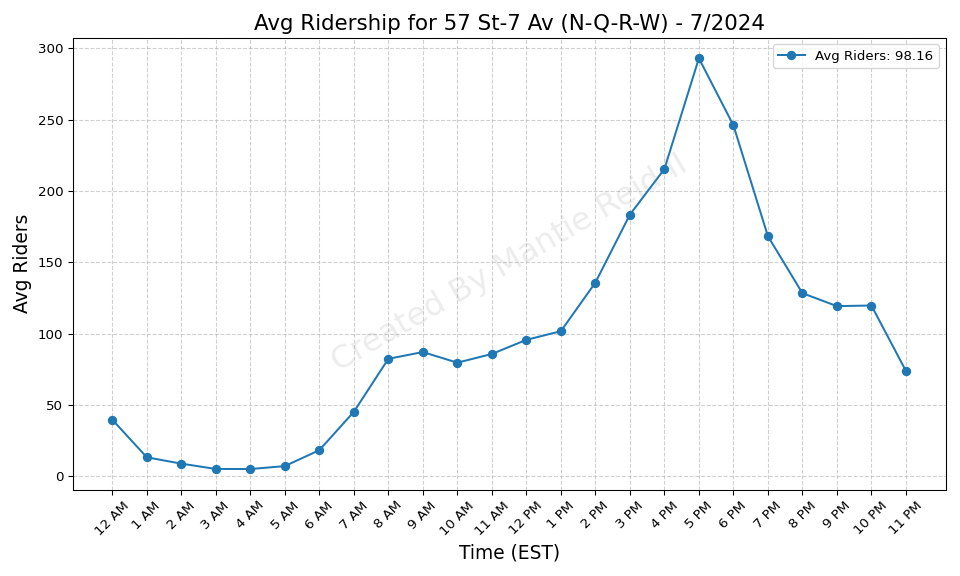 Avg Ridership for 57 St-7 Av (N-Q-R-W) - 7/2024
Avg Riders: 98.16
300
250
200
150
100
50
0
Avg Riders
Created By Mantie Reid II
12 AM
1 AM
2 AM
3 AM
4 AM
5 AM
6 AM
7 AM
8 AM
9 AM
10 AM
11 AM
12 PM
1 PM
2 PM
3 PM
4 PM
5 PM
6 PM
7 PM
8 PM
9 PM
10 PM
11 PM
Time (EST)